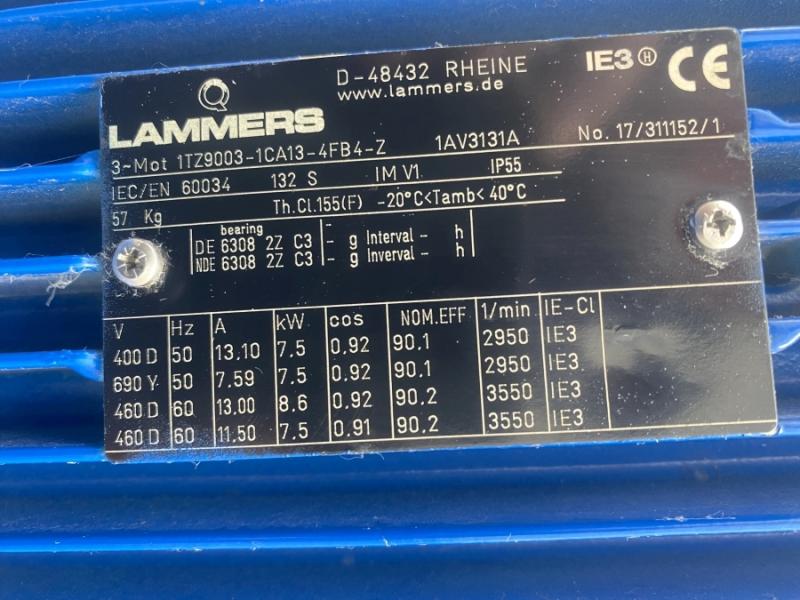 D-48432 RHEINE
www.lammers.de
IE3 H CE
LAMMERS
3~Mot 1TZ9003-1CA13-4FB4-Z 1AV3131A No. 17/311152/1
IEC/EN 60034 132 S IM V1 IP55
57 Kg Th.Cl.155(F) -20°C<Tamb< 40°C
bearing
DE 6308 2Z C3 - g Interval - h
NDE 6308 2Z C3 - g Inverval - h
V Hz A kW cos NOM.EFF 1/min IE-Cl
400 D 50 13.10 7.5 0.92 90.1 2950 IE3
690 Y 50 7.59 7.5 0.92 90.1 2950 IE3
460 D 60 13.00 8.6 0.92 90.2 3550 IE3
460 D 60 11.50 7.5 0.91 90.2 3550 IE3